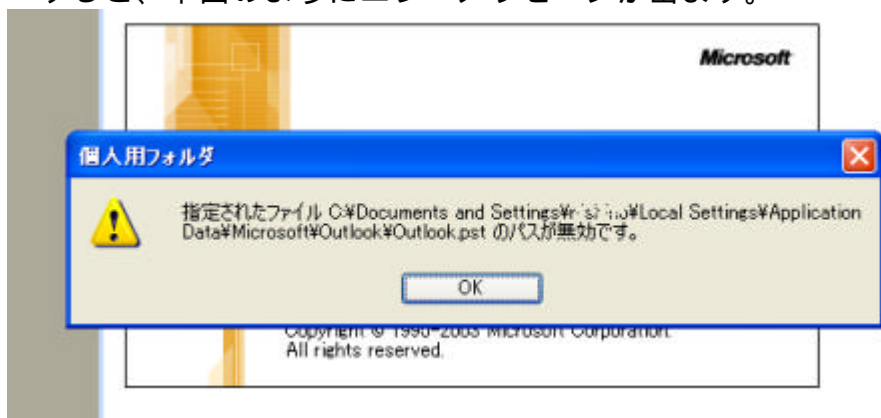 Microsoft
個人用フォルダ
指定されたファイル C:¥Documents and Settings¥ ¥Local Settings¥Application
Data¥Microsoft¥Outlook¥Outlook.pst のパスが無効です。
OK
Copyright © 1990-2003 Microsoft Corporation.
All rights reserved.